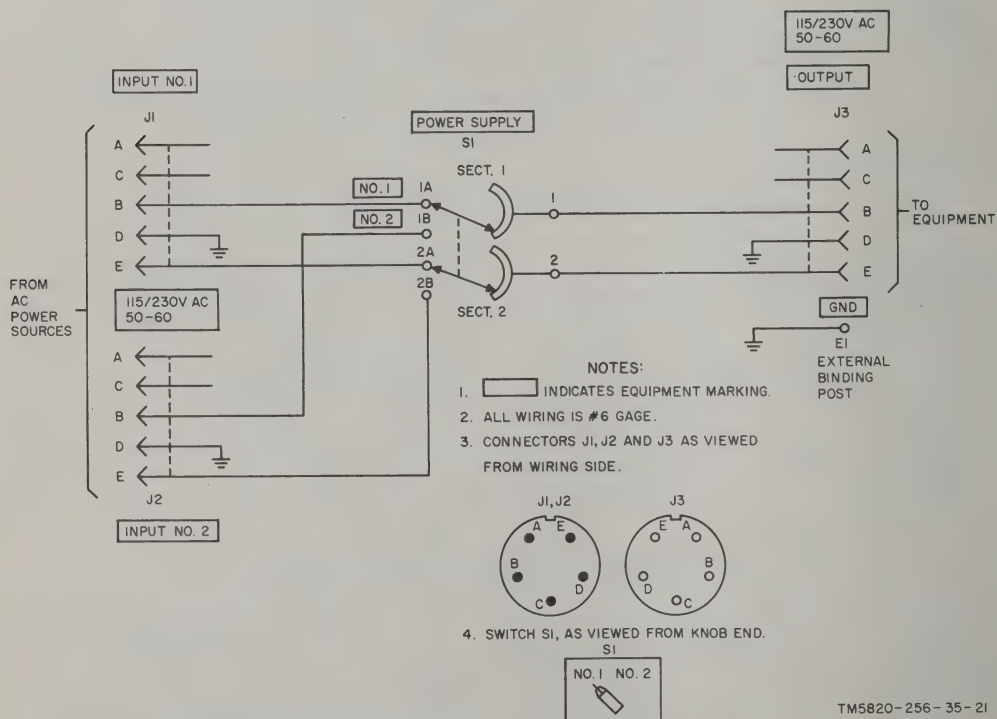 115/230V AC
50-60
OUTPUT
J3
A
C
B
D
E
TO
EQUIPMENT
GND
E1
EXTERNAL
BINDING
POST
INPUT NO. 1
J1
A
C
B
D
E
FROM
AC
POWER
SOURCES
115/230V AC
50-60
A
C
B
D
E
J2
INPUT NO. 2
POWER SUPPLY
S1
SECT. 1
NO. 1
1A
NO. 2
1B
2A
2B
SECT. 2
1
2
NOTES:
1. INDICATES EQUIPMENT MARKING.
2. ALL WIRING IS #6 GAGE.
3. CONNECTORS J1, J2 AND J3 AS VIEWED
FROM WIRING SIDE.
J1, J2
A E
B
D
C
J3
E A
B
D
C
4. SWITCH S1, AS VIEWED FROM KNOB END.
S1
NO. 1 NO. 2
TM5820-256-35-21